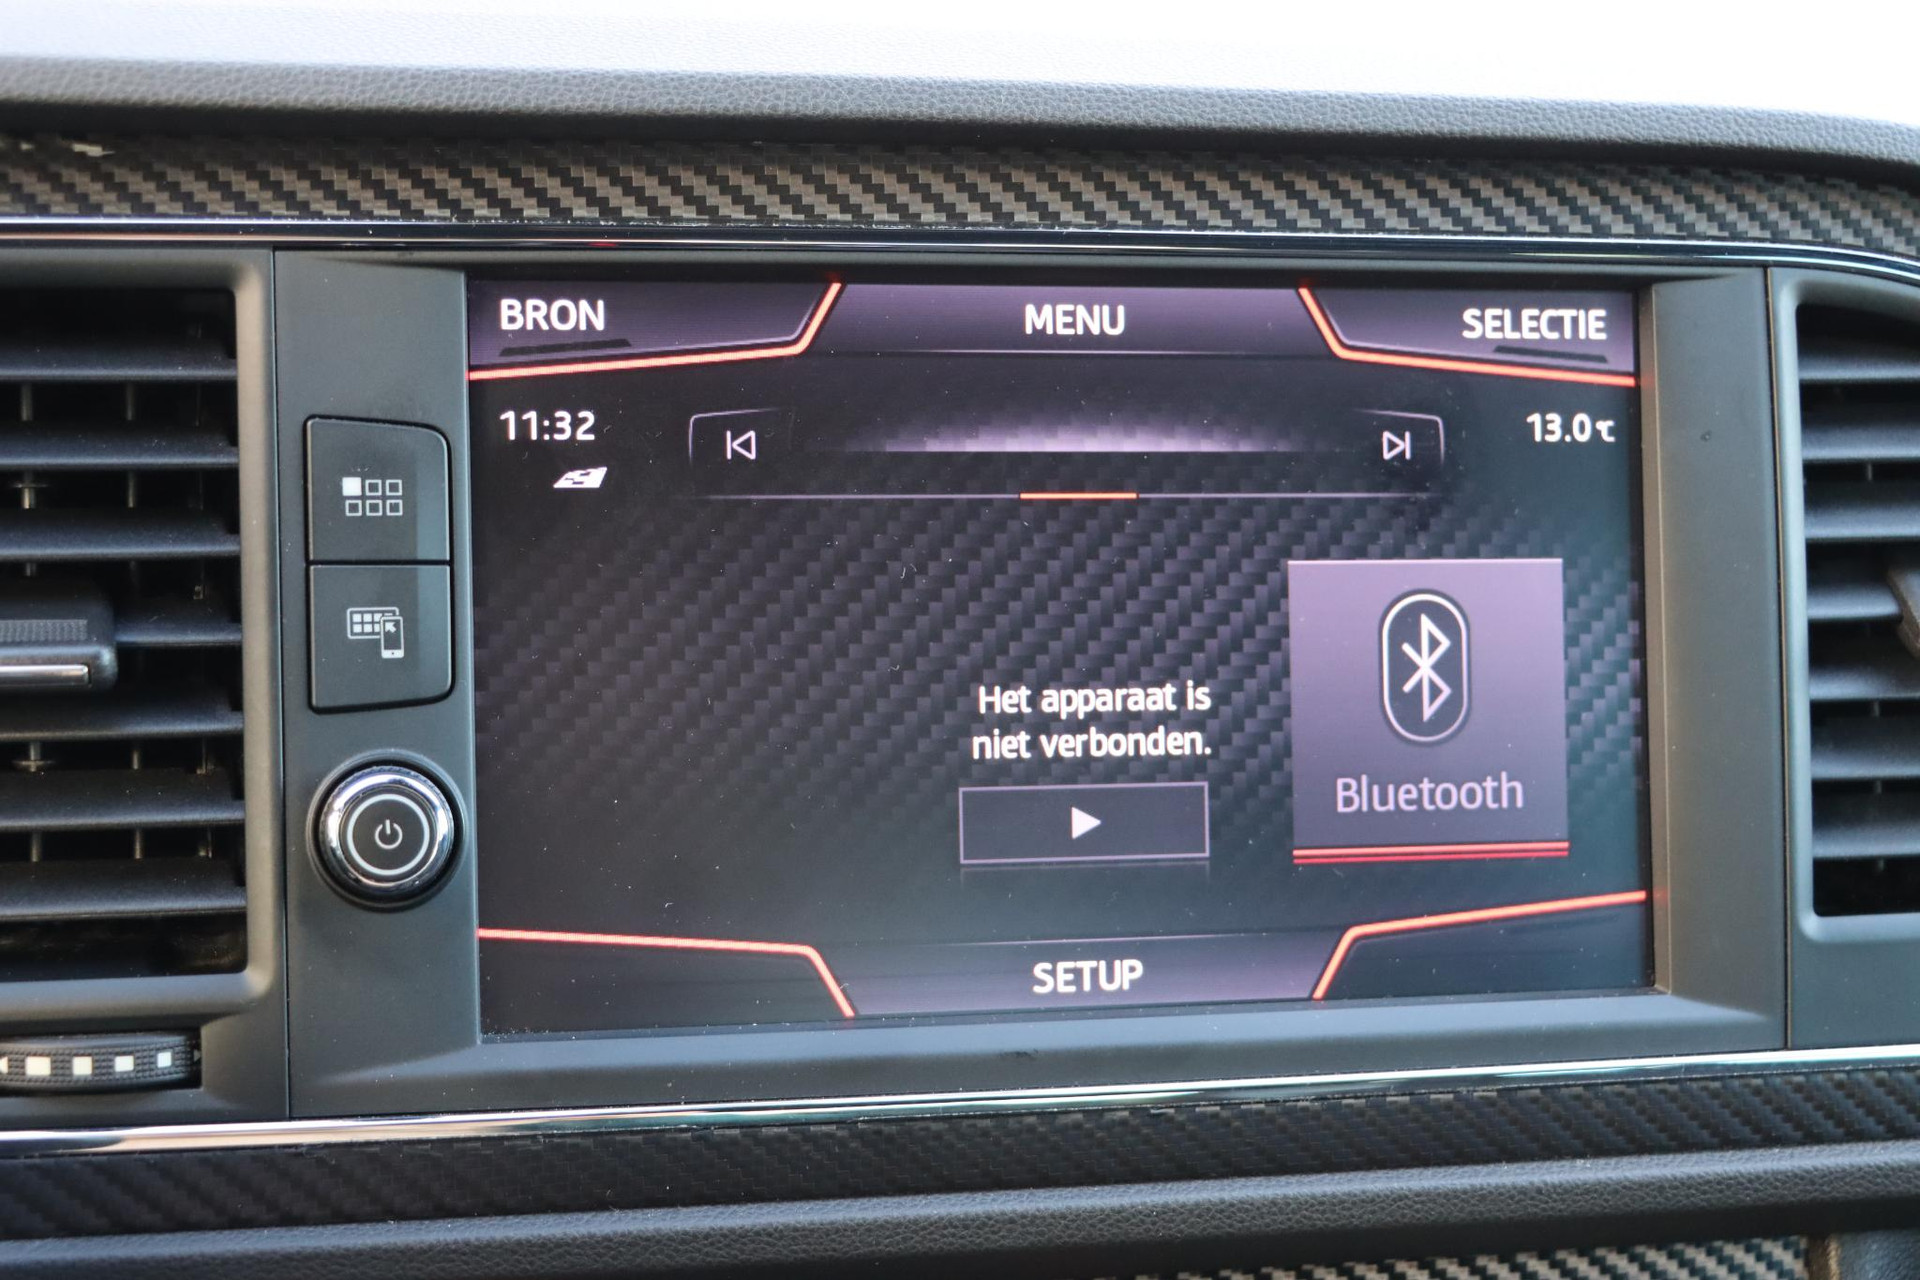 BRON
MENU
SELECTIE
11:32
13.0℃
Het apparaat is
niet verbonden.
Bluetooth
SETUP